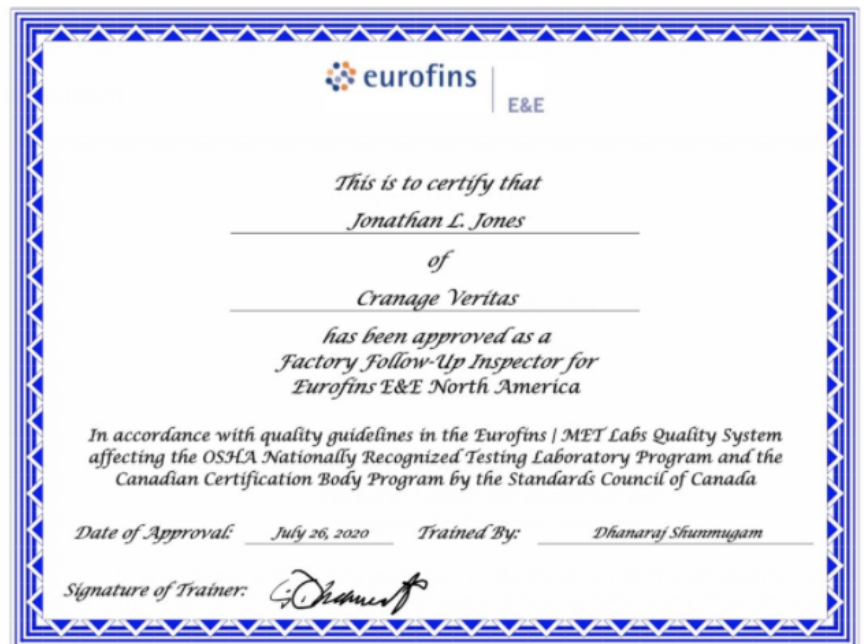 eurofins
E&E
This is to certify that
Jonathan L. Jones
of
Cranage Veritas
has been approved as a
Factory Follow-Up Inspector for
Eurofins E&E North America
In accordance with quality guidelines in the Eurofins | MET Labs Quality System
affecting the OSHA Nationally Recognized Testing Laboratory Program and the
Canadian Certification Body Program by the Standards Council of Canada
Date of Approval: July 26, 2020 Trained By: Dhanaraj Shunmugam
Signature of Trainer: